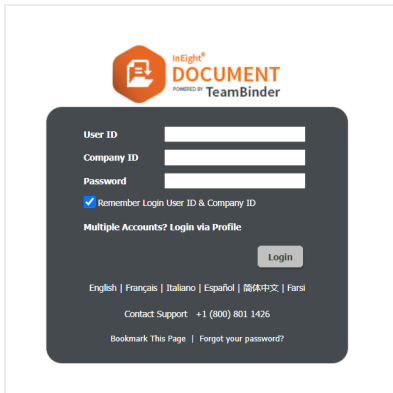 InEight®
DOCUMENT
POWERED BY TeamBinder
User ID
Company ID
Password
Remember Login User ID & Company ID
Multiple Accounts? Login via Profile
Login
English | Français | Italiano | Español | 简体中文 | Farsi
Contact Support +1 (800) 801 1426
Bookmark This Page | Forgot your password?